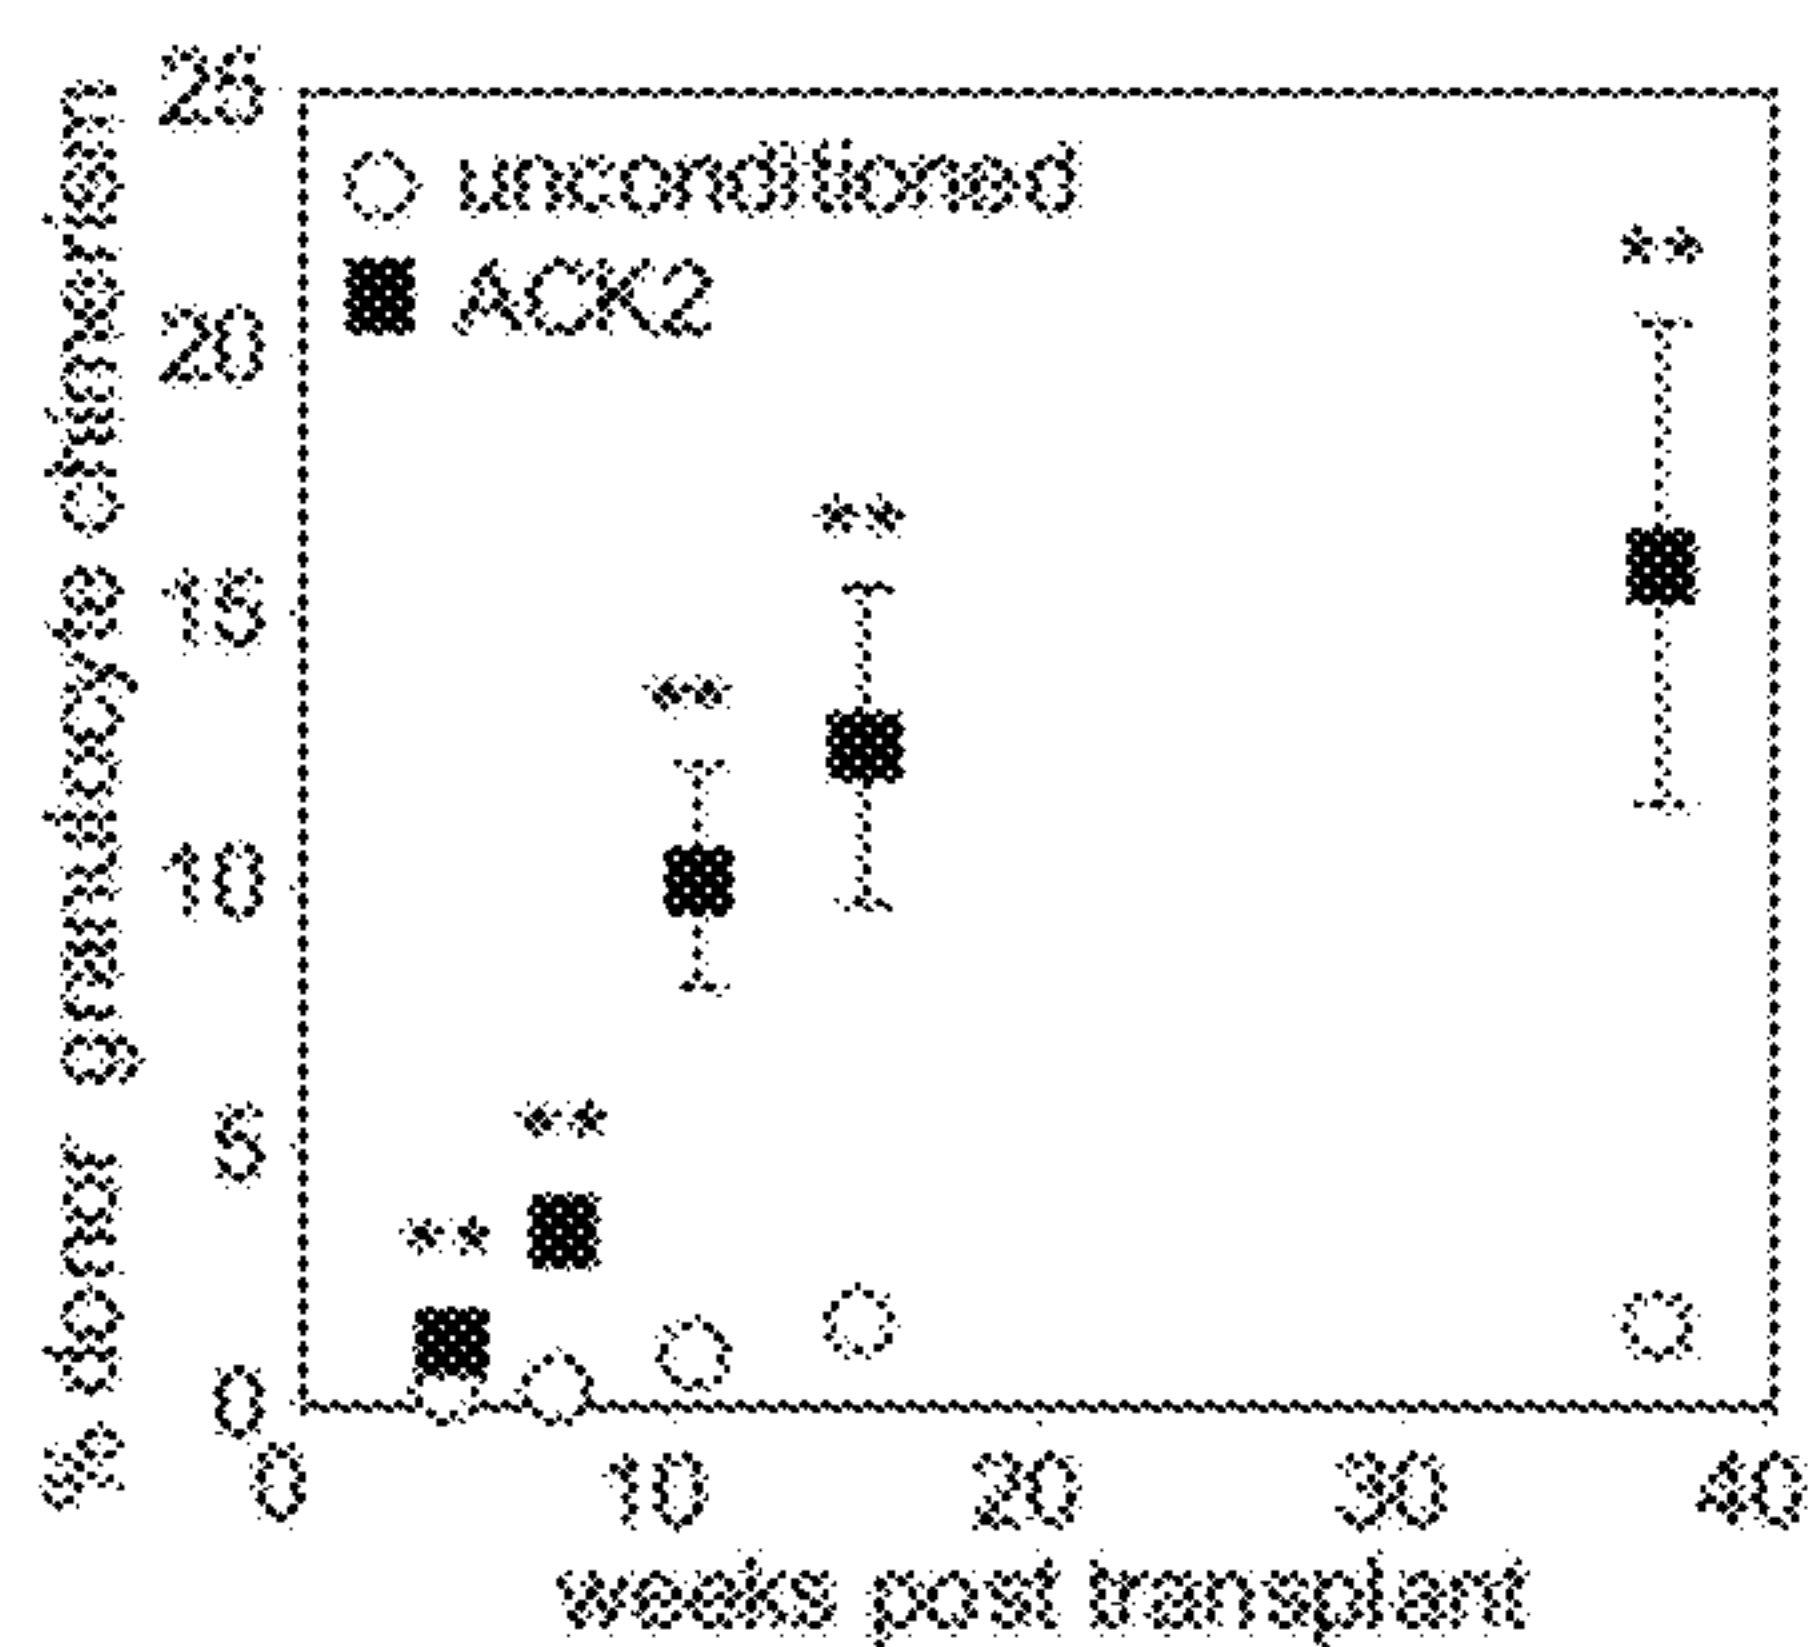 % donor granulocyte chimerism
25
20
15
10
5
0
unconditioned
ACK2
**
**
**
**
**
0 10 20 30 40
weeks post transplant